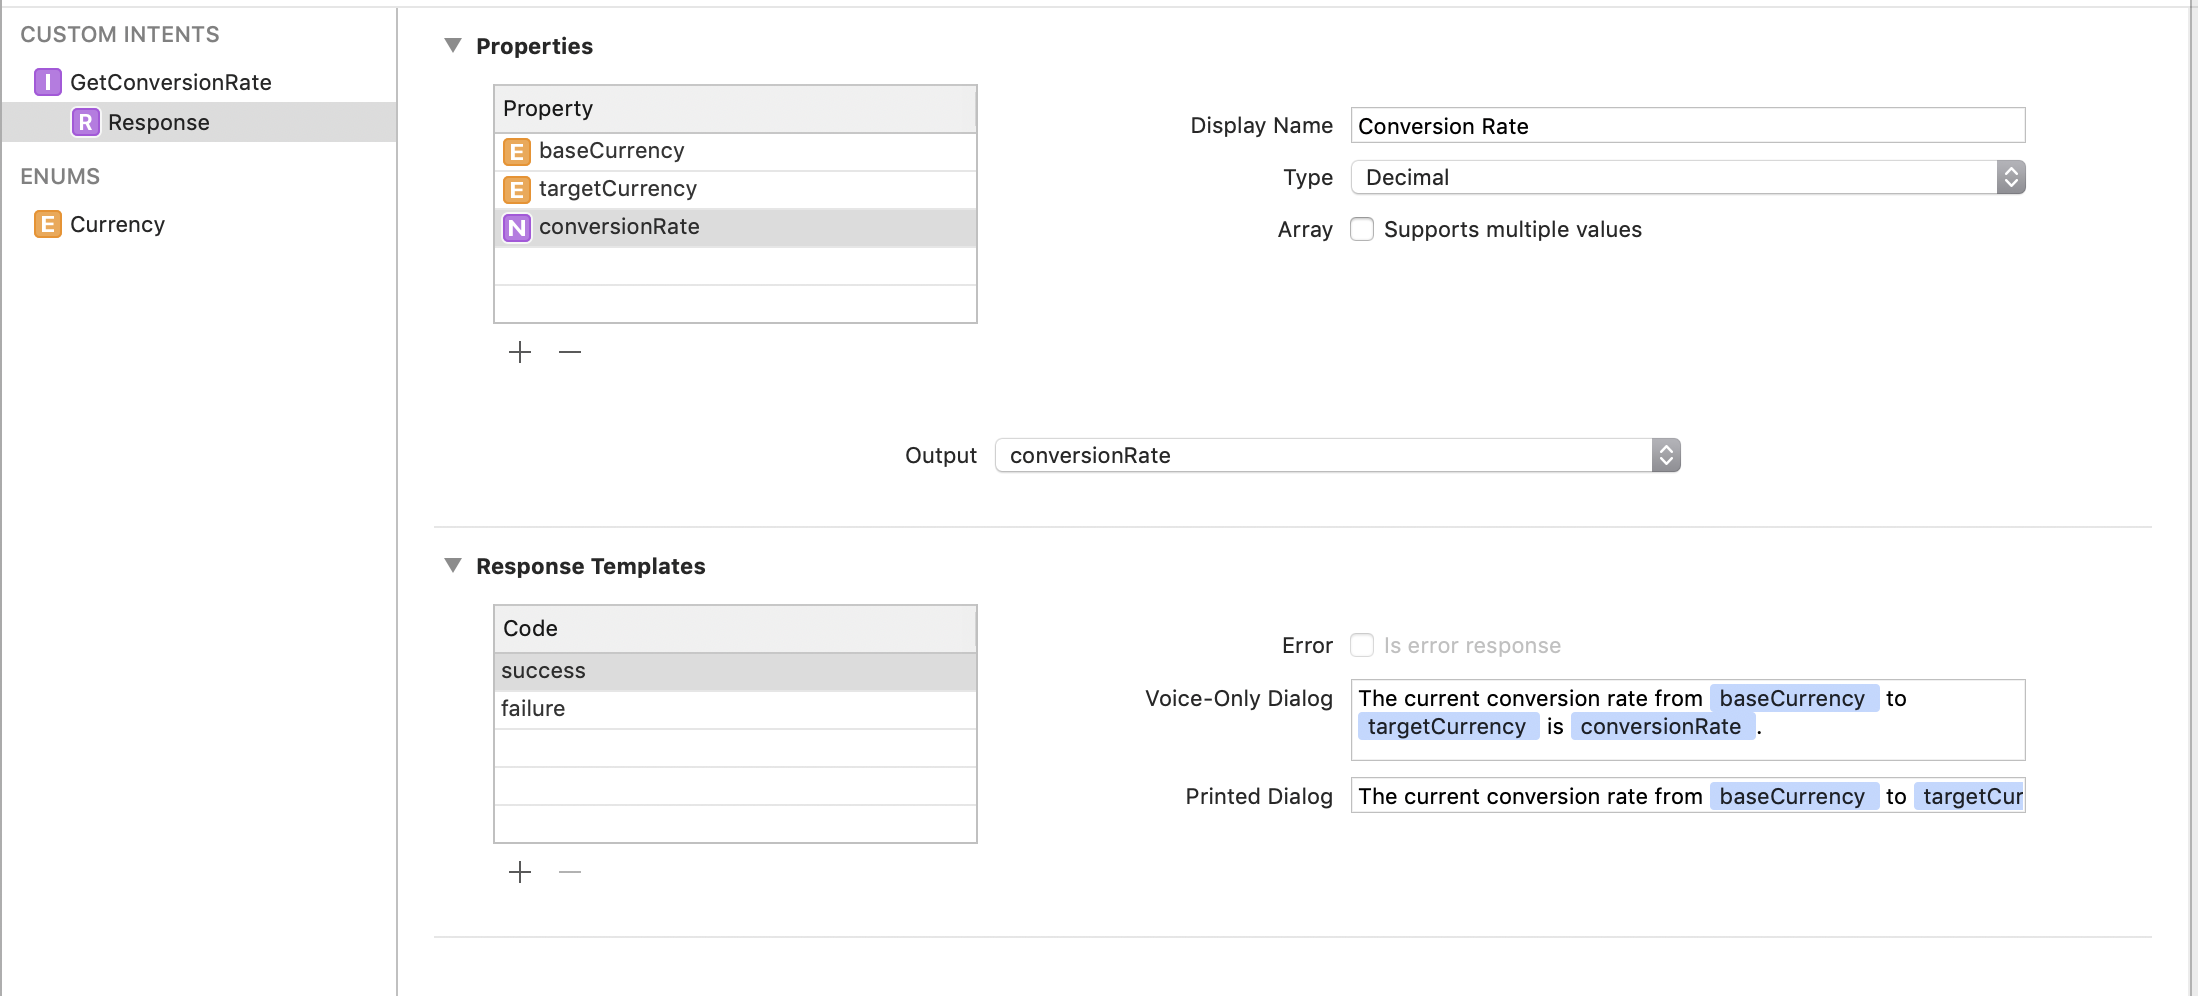 CUSTOM INTENTS
I GetConversionRate
R Response
ENUMS
E Currency
Properties
Property
E baseCurrency
E targetCurrency
N conversionRate
Display Name Conversion Rate
Type Decimal
Array Supports multiple values
Output conversionRate
Response Templates
Code
success
failure
Error Is error response
Voice-Only Dialog The current conversion rate from baseCurrency to
targetCurrency is conversionRate .
Printed Dialog The current conversion rate from baseCurrency to targetCur